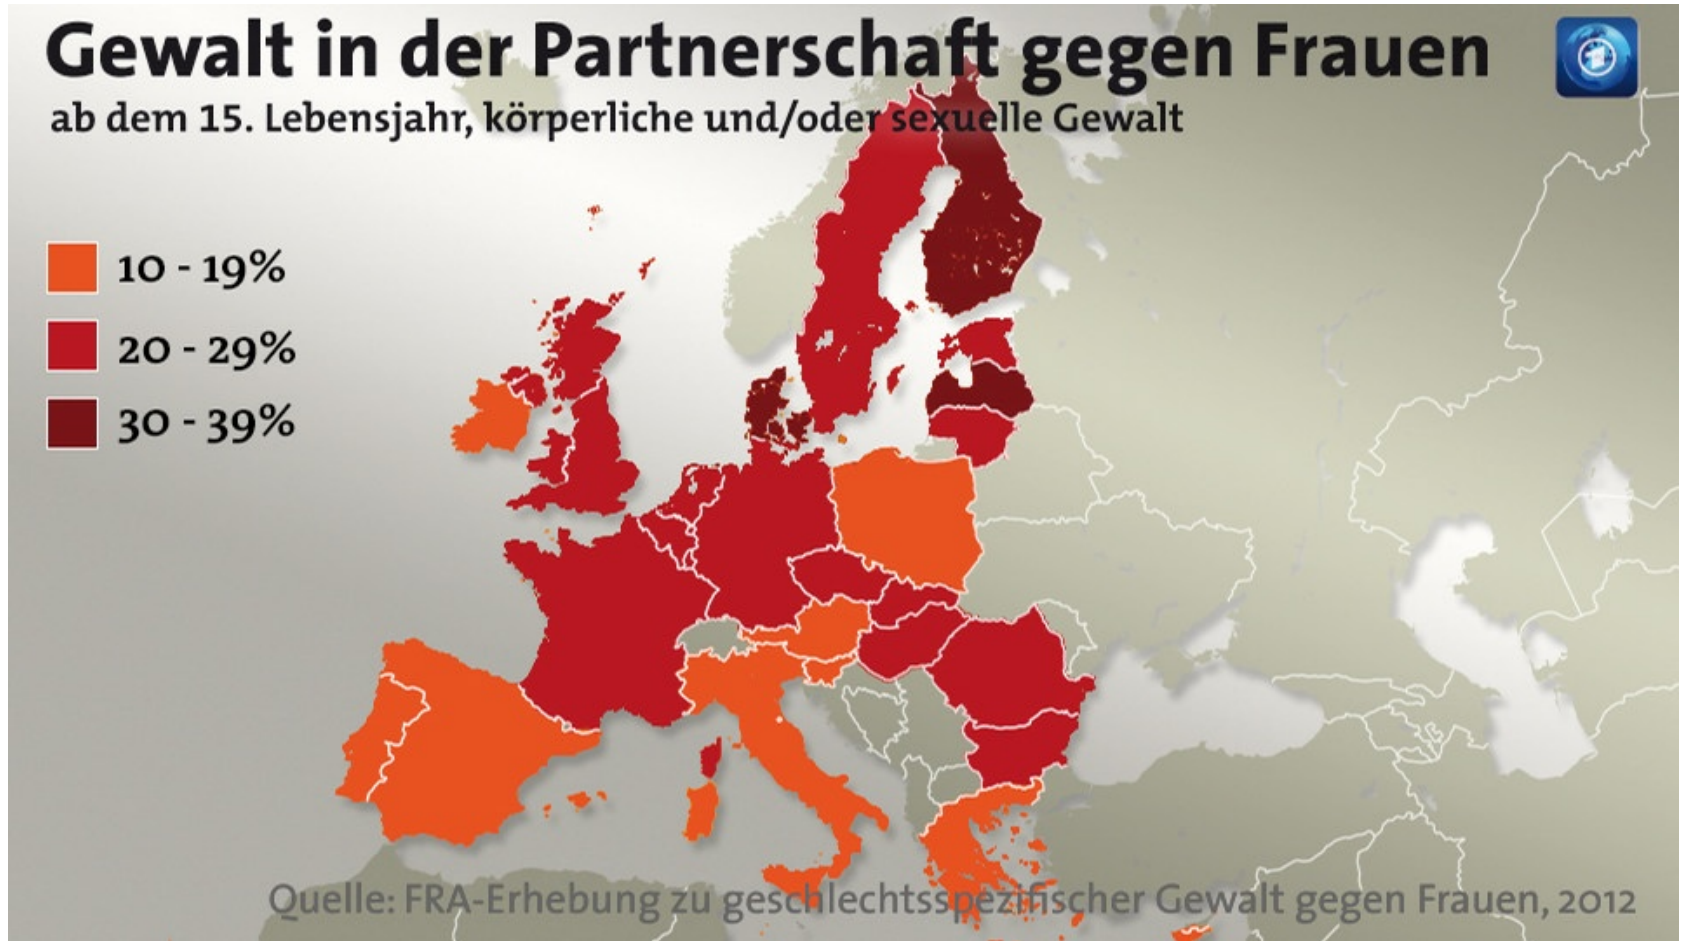 Gewalt in der Partnerschaft gegen Frauen
ab dem 15. Lebensjahr, körperliche und/oder sexuelle Gewalt
10 - 19%
20 - 29%
30 - 39%
Quelle: FRA-Erhebung zu geschlechtsspezifischer Gewalt gegen Frauen, 2012